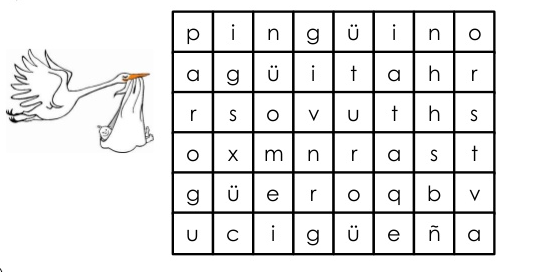 p i n g ü i n o
a g ü i t a h r
r s o v u t h s
o x m n r a s t
g ü e r o q b v
u c i g ü e ñ a